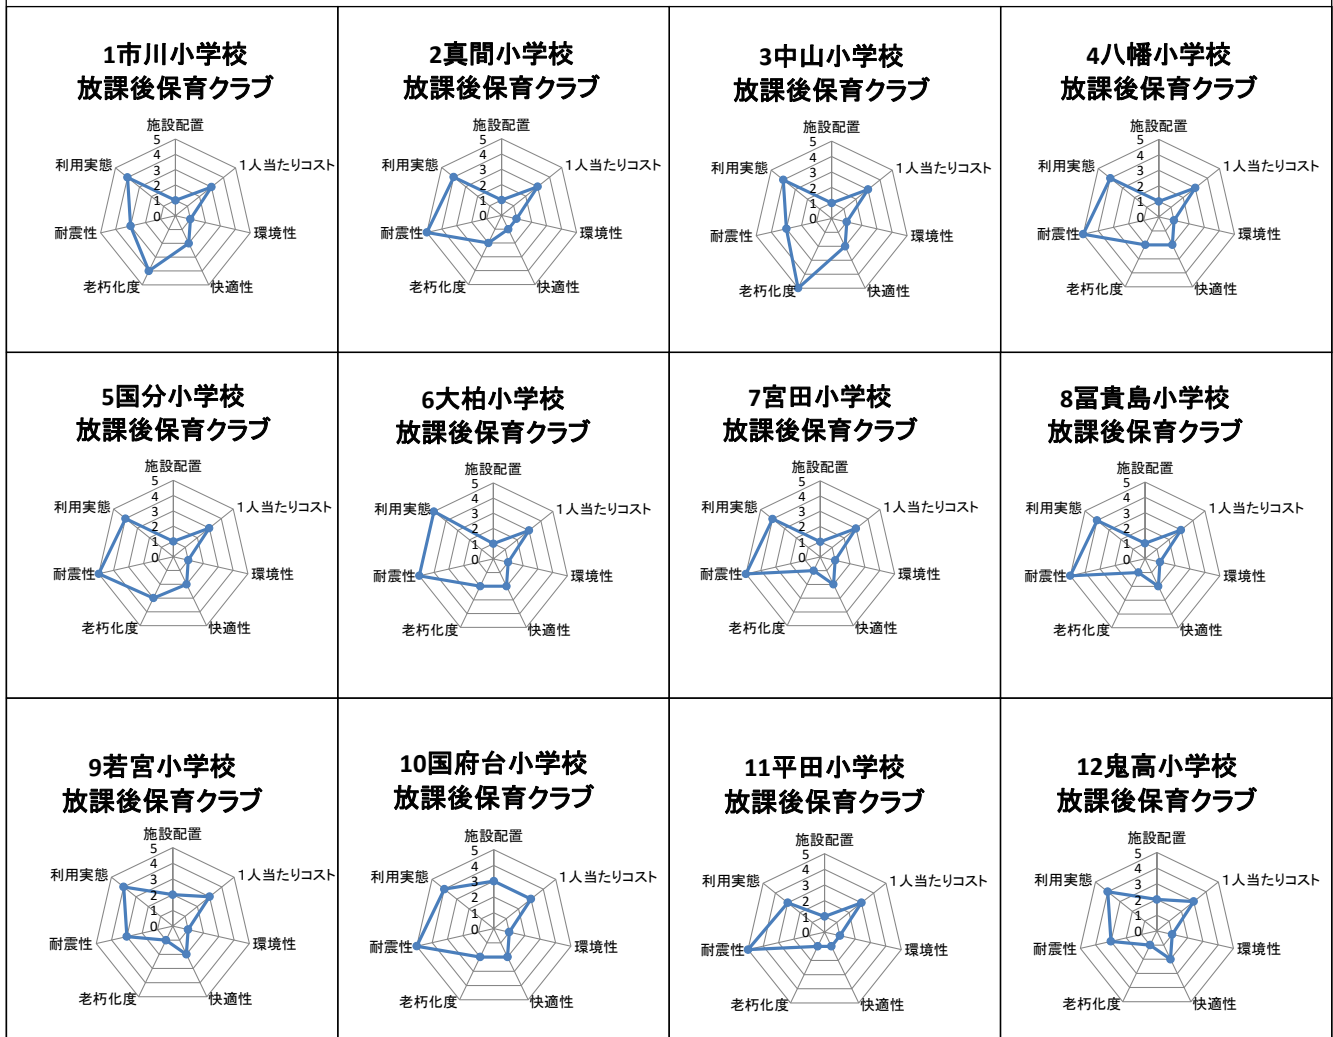 1市川小学校
放課後保育クラブ
施設配置
1人当たりコスト
環境性
快適性
老朽化度
耐震性
利用実態
5
4
3
2
1
0
2真間小学校
放課後保育クラブ
施設配置
1人当たりコスト
環境性
快適性
老朽化度
耐震性
利用実態
5
4
3
2
1
0
3中山小学校
放課後保育クラブ
施設配置
1人当たりコスト
環境性
快適性
老朽化度
耐震性
利用実態
5
4
3
2
1
0
4八幡小学校
放課後保育クラブ
施設配置
1人当たりコスト
環境性
快適性
老朽化度
耐震性
利用実態
5
4
3
2
1
0
5国分小学校
放課後保育クラブ
施設配置
1人当たりコスト
環境性
快適性
老朽化度
耐震性
利用実態
5
4
3
2
1
0
6大柏小学校
放課後保育クラブ
施設配置
1人当たりコスト
環境性
快適性
老朽化度
耐震性
利用実態
5
4
3
2
1
0
7宮田小学校
放課後保育クラブ
施設配置
1人当たりコスト
環境性
快適性
老朽化度
耐震性
利用実態
5
4
3
2
1
0
8冨貴島小学校
放課後保育クラブ
施設配置
1人当たりコスト
環境性
快適性
老朽化度
耐震性
利用実態
5
4
3
2
1
0
9若宮小学校
放課後保育クラブ
施設配置
1人当たりコスト
環境性
快適性
老朽化度
耐震性
利用実態
5
4
3
2
1
0
10国府台小学校
放課後保育クラブ
施設配置
1人当たりコスト
環境性
快適性
老朽化度
耐震性
利用実態
5
4
3
2
1
0
11平田小学校
放課後保育クラブ
施設配置
1人当たりコスト
環境性
快適性
老朽化度
耐震性
利用実態
5
4
3
2
1
0
12鬼高小学校
放課後保育クラブ
施設配置
1人当たりコスト
環境性
快適性
老朽化度
耐震性
利用実態
5
4
3
2
1
0